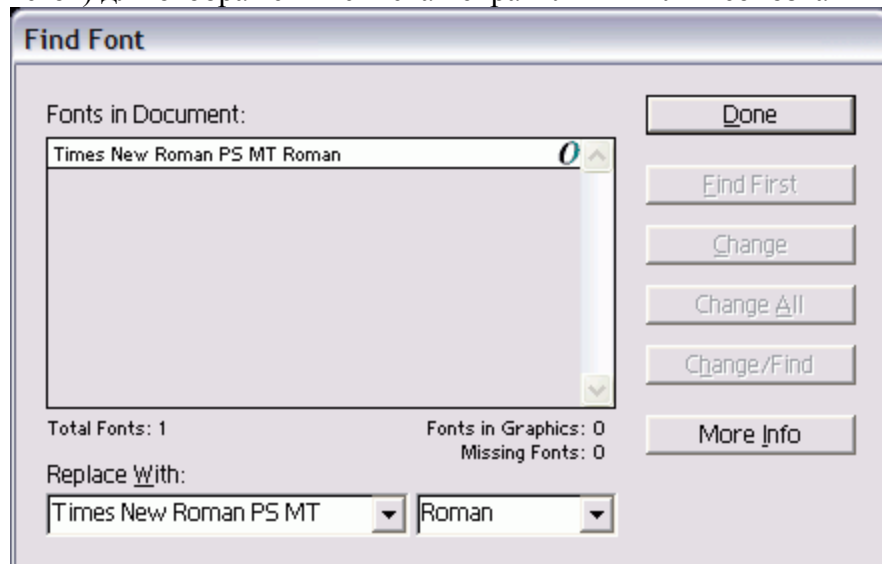 Find Font
Fonts in Document:
Times New Roman PS MT Roman
Total Fonts: 1
Fonts in Graphics: 0
Missing Fonts: 0
Replace With:
Times New Roman PS MT
Roman
Done
Find First
Change
Change All
Change/Find
More Info